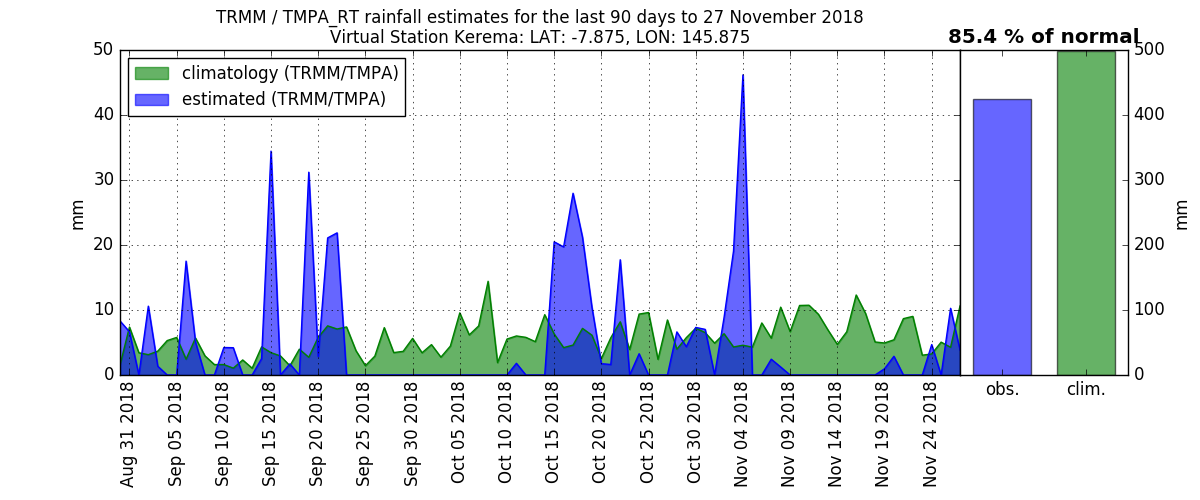 TRMM / TMPA_RT rainfall estimates for the last 90 days to 27 November 2018
Virtual Station Kerema: LAT: -7.875, LON: 145.875
85.4 % of normal
climatology (TRMM/TMPA)
estimated (TRMM/TMPA)
50
40
30
20
10
0
mm
Aug 31 2018
Sep 05 2018
Sep 10 2018
Sep 15 2018
Sep 20 2018
Sep 25 2018
Sep 30 2018
Oct 05 2018
Oct 10 2018
Oct 15 2018
Oct 20 2018
Oct 25 2018
Oct 30 2018
Nov 04 2018
Nov 09 2018
Nov 14 2018
Nov 19 2018
Nov 24 2018
obs.
clim.
500
400
300
200
100
0
mm